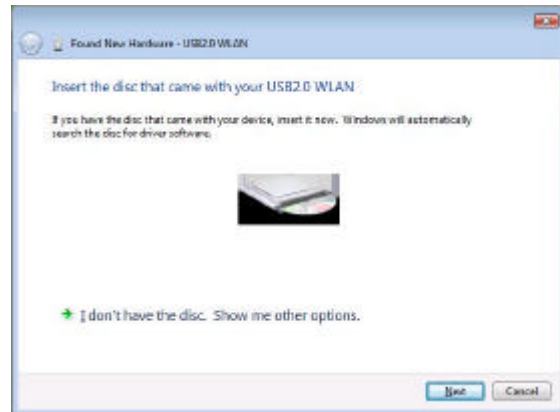 Found New Hardware - USB2.0 WLAN
Insert the disc that came with your USB2.0 WLAN
If you have the disc that came with your device, insert it now. Windows will automatically
search the disc for driver software.
I don't have the disc. Show me other options.
Next
Cancel